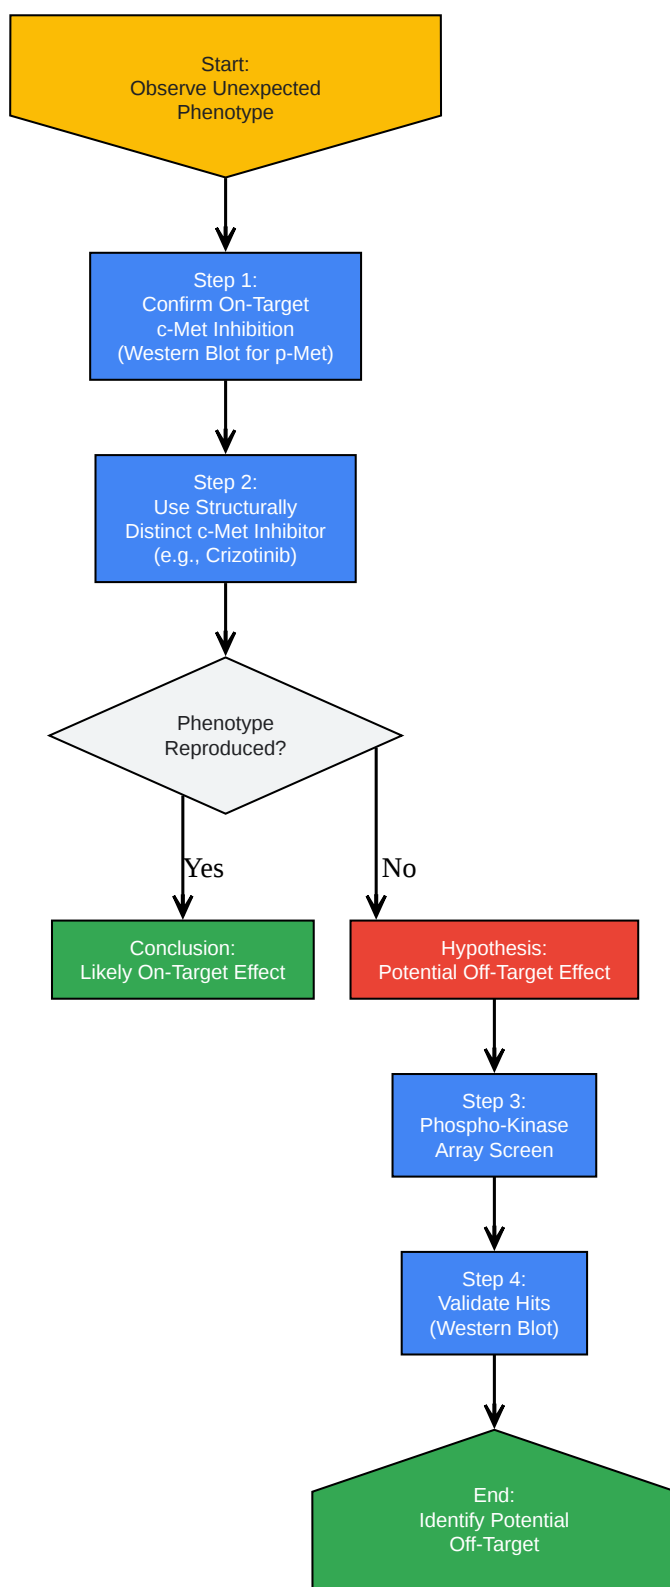 Start:
Observe Unexpected
Phenotype
Step 1:
Confirm On-Target
c-Met Inhibition
(Western Blot for p-Met)
Step 2:
Use Structurally
Distinct c-Met Inhibitor
(e.g., Crizotinib)
Phenotype
Reproduced?
Yes
No
Conclusion:
Likely On-Target Effect
Hypothesis:
Potential Off-Target Effect
Step 3:
Phospho-Kinase
Array Screen
Step 4:
Validate Hits
(Western Blot)
End:
Identify Potential
Off-Target